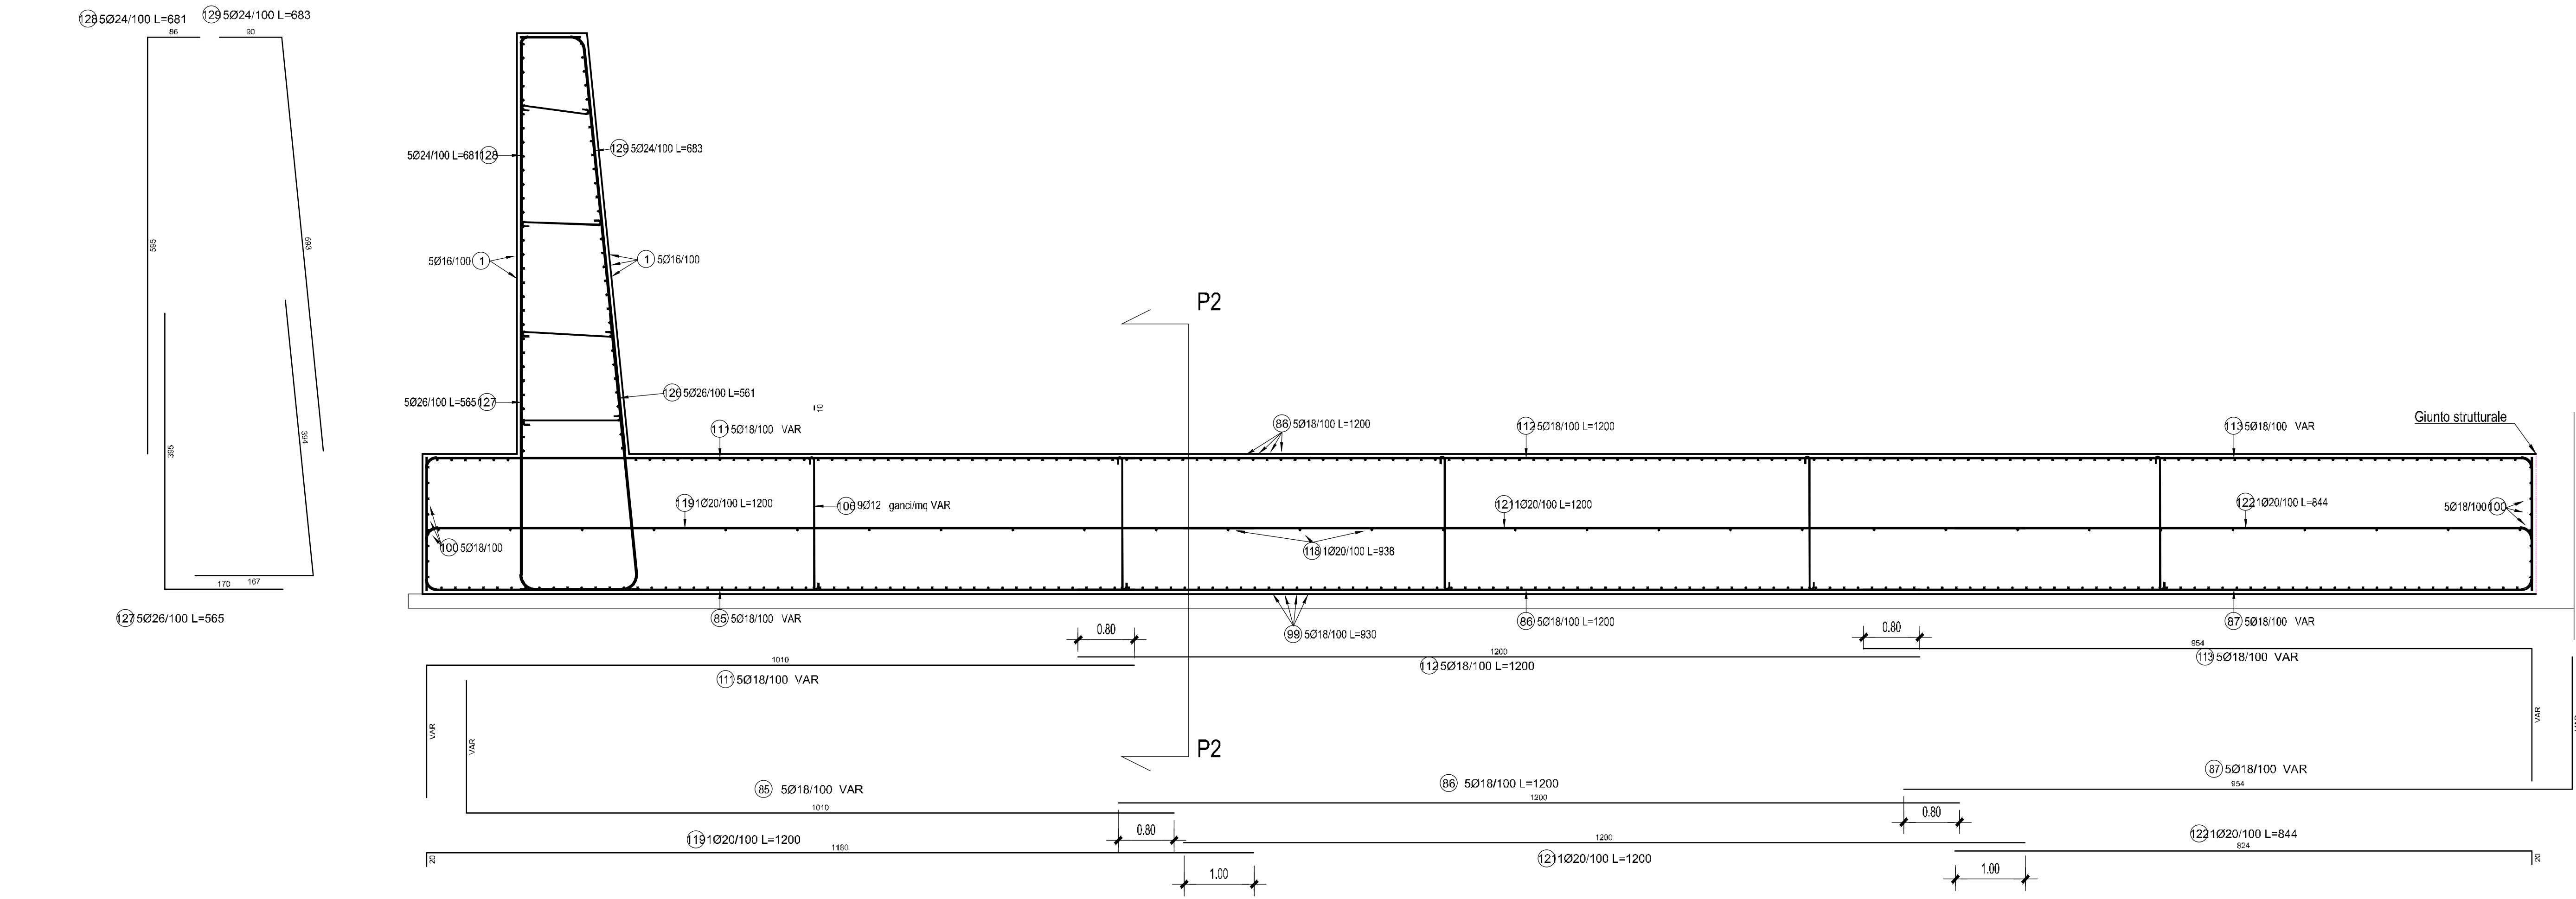 128 5Ø24/100 L=681
129 5Ø24/100 L=683
86
90
595
593
395
394
170
167
127 5Ø26/100 L=565
5Ø24/100 L=681 128
129 5Ø24/100 L=683
5Ø16/100 1
1 5Ø16/100
P2
5Ø26/100 L=565 127
126 5Ø26/100 L=561
10
111 5Ø18/100 VAR
86 5Ø18/100 L=1200
112 5Ø18/100 L=1200
113 5Ø18/100 VAR
Giunto strutturale
119 1Ø20/100 L=1200
106 9Ø12 ganci/mq VAR
121 1Ø20/100 L=1200
122 1Ø20/100 L=844
5Ø18/100 100
100 5Ø18/100
118 1Ø20/100 L=938
85 5Ø18/100 VAR
99 5Ø18/100 L=930
86 5Ø18/100 L=1200
87 5Ø18/100 VAR
0.80
0.80
1010
1200
954
111 5Ø18/100 VAR
112 5Ø18/100 L=1200
113 5Ø18/100 VAR
VAR
VAR
VAR
P2
85 5Ø18/100 VAR
86 5Ø18/100 L=1200
87 5Ø18/100 VAR
1010
1200
954
0.80
0.80
119 1Ø20/100 L=1200
1180
20
1200
121 1Ø20/100 L=1200
122 1Ø20/100 L=844
824
20
1.00
1.00